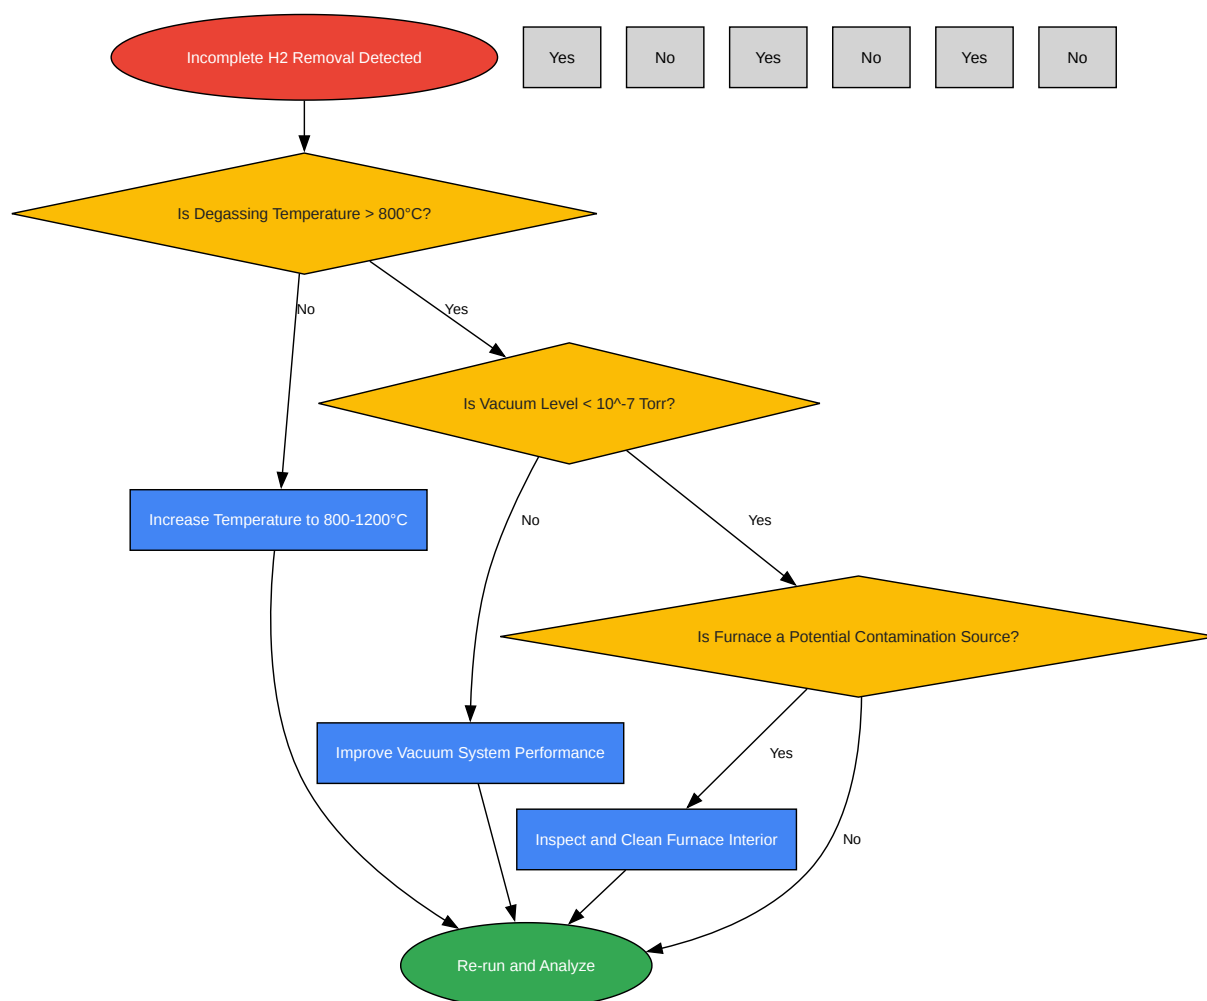 Incomplete H2 Removal Detected
Yes
No
Yes
No
Yes
No
Is Degassing Temperature > 800°C?
No
Yes
Is Vacuum Level < 10^-7 Torr?
Increase Temperature to 800-1200°C
No
Yes
Is Furnace a Potential Contamination Source?
Improve Vacuum System Performance
Yes
Inspect and Clean Furnace Interior
No
Re-run and Analyze